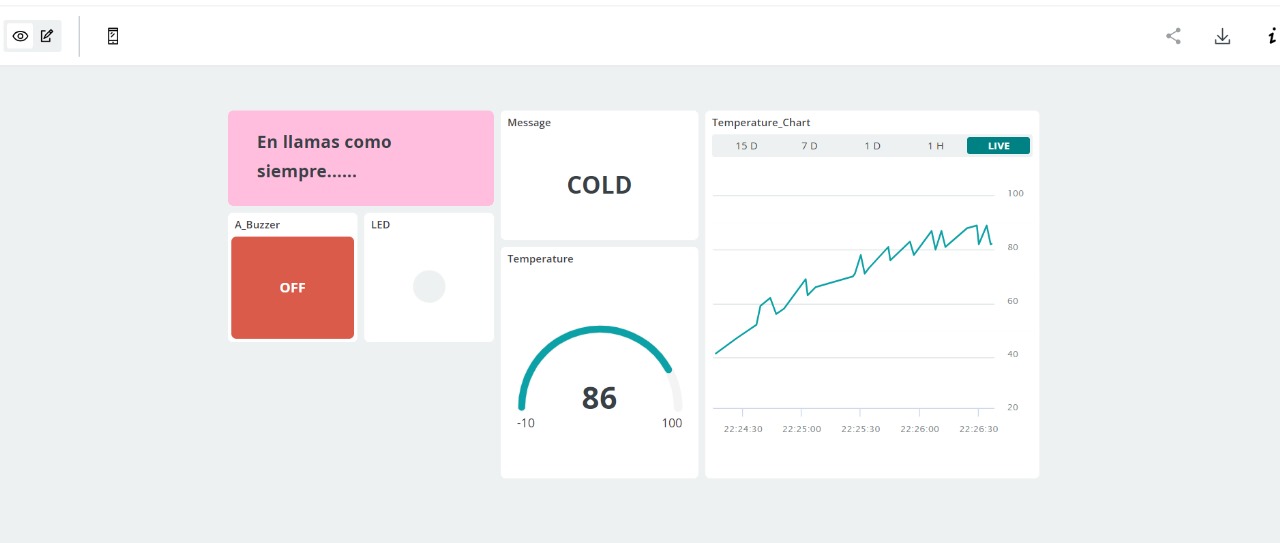 En llamas como
siempre......
A_Buzzer
OFF
LED
Message
COLD
Temperature
86
-10 100
Temperature_Chart
15 D 7 D 1 D 1 H LIVE
100
80
60
40
20
22:24:30 22:25:00 22:25:30 22:26:00 22:26:30